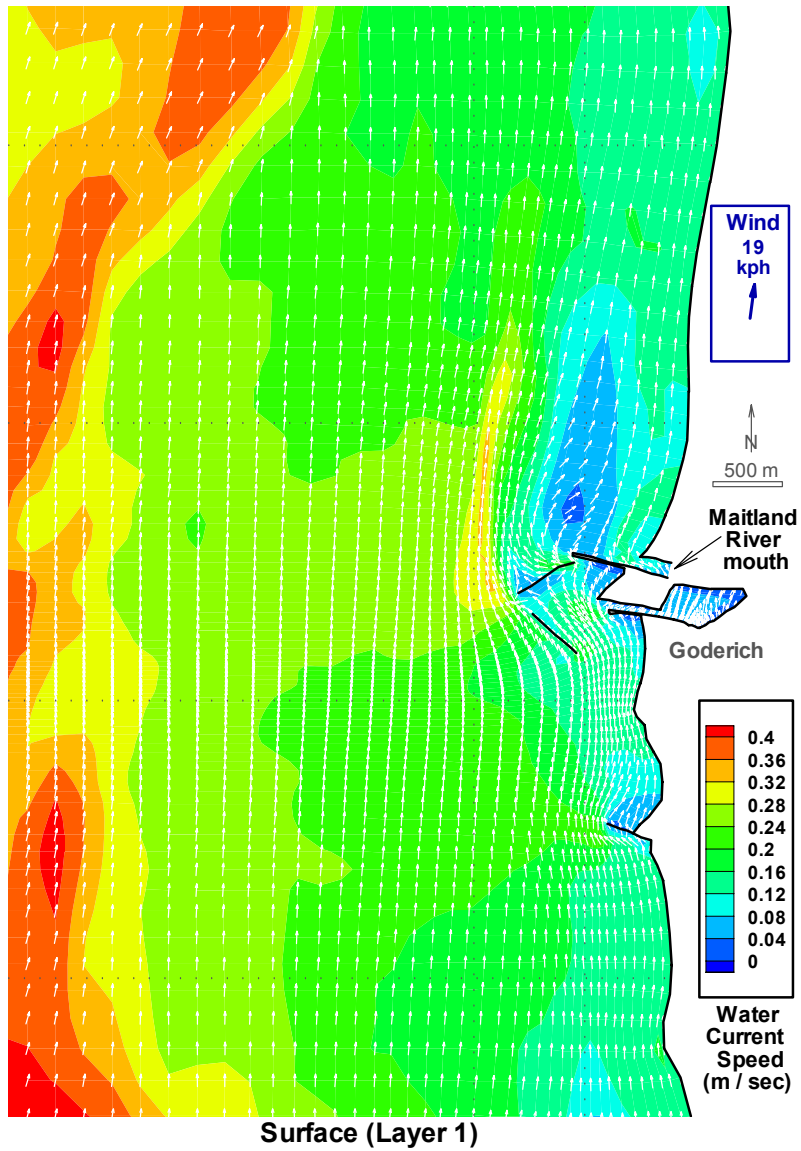 Wind
19
kph
N
500 m
Maitland
River
mouth
Goderich
0.4
0.36
0.32
0.28
0.24
0.2
0.16
0.12
0.08
0.04
0
Water
Current
Speed
(m / sec)
Surface (Layer 1)